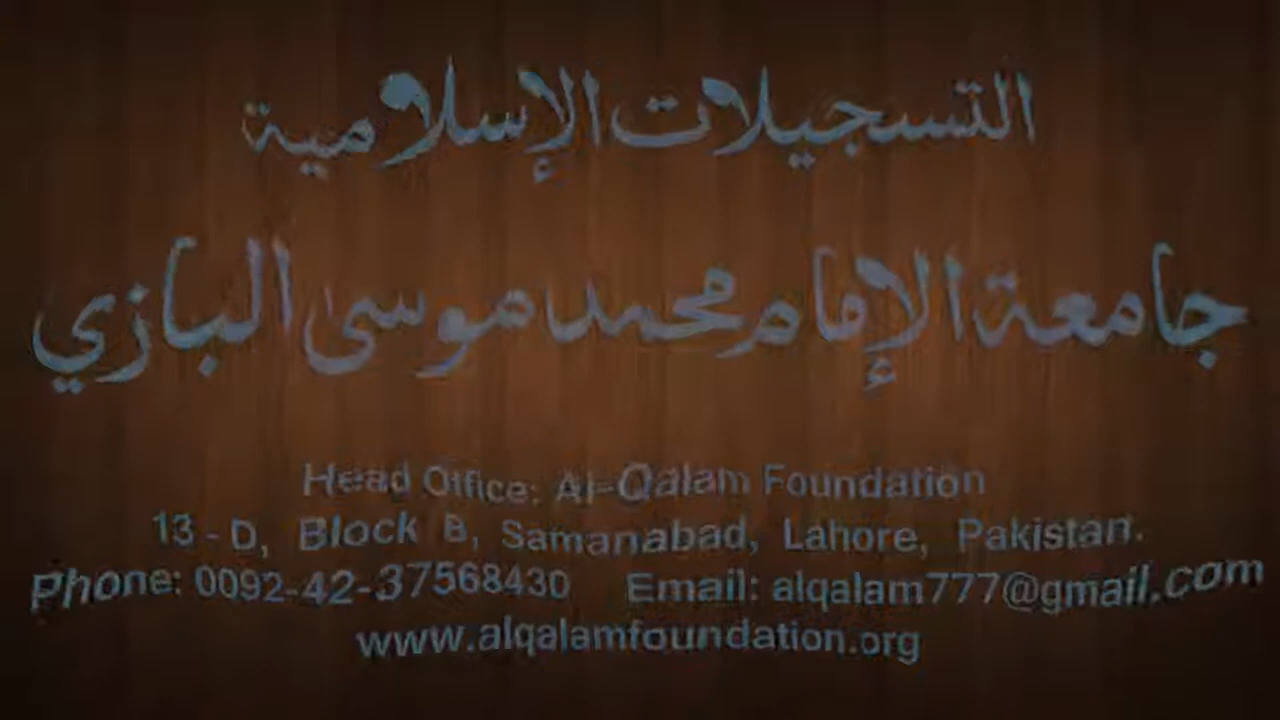 التسجيلات الإسلامية
جامعة الإمام محمد موسى البازي
Head Office: Al-Qalam Foundation
13 - D, Block B, Samanabad, Lahore, Pakistan.
Phone: 0092-42-37568430 Email: alqalam777@gmail.com
www.alqalamfoundation.org